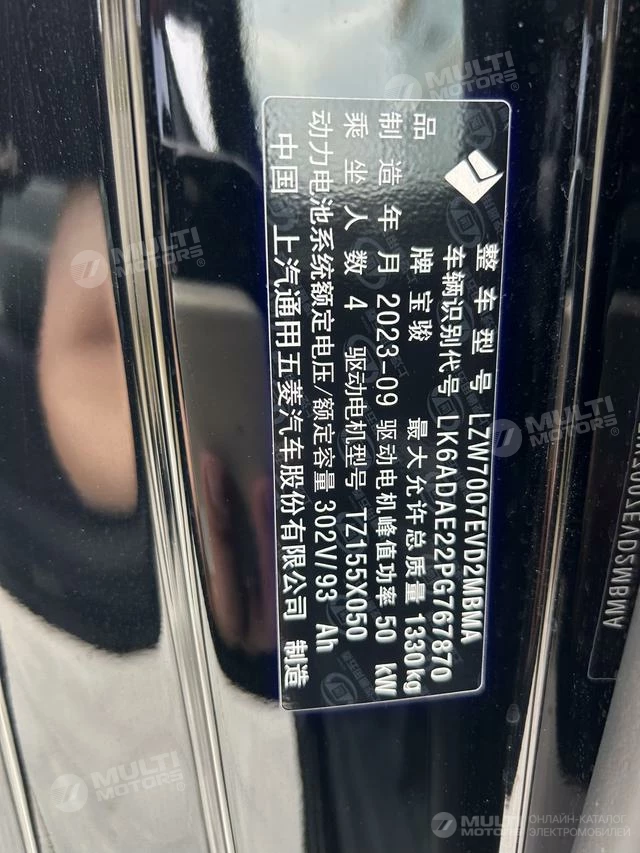 整车型号 LZW7007EVD2MBMA
车辆识别代号 LK6ADAE22PG767870
品牌 宝骏 最大允许总质量 1330kg
制造年月 2023_09 驱动电机峰值功率 50 kW
乘坐人数 4 驱动电机型号 TZ155X050
动力电池系统额定电压/额定容量 302V/93 Ah
中国 上汽通用五菱汽车股份有限公司 制造
MULTI MOTORS®
MULTI MOTORS®
MULTI MOTORS®
MULTI MOTORS®
MULTI MOTORS® ОНЛИН-КАТАЛОГ ЭЛЕКТРОМОБИЛЕЙ